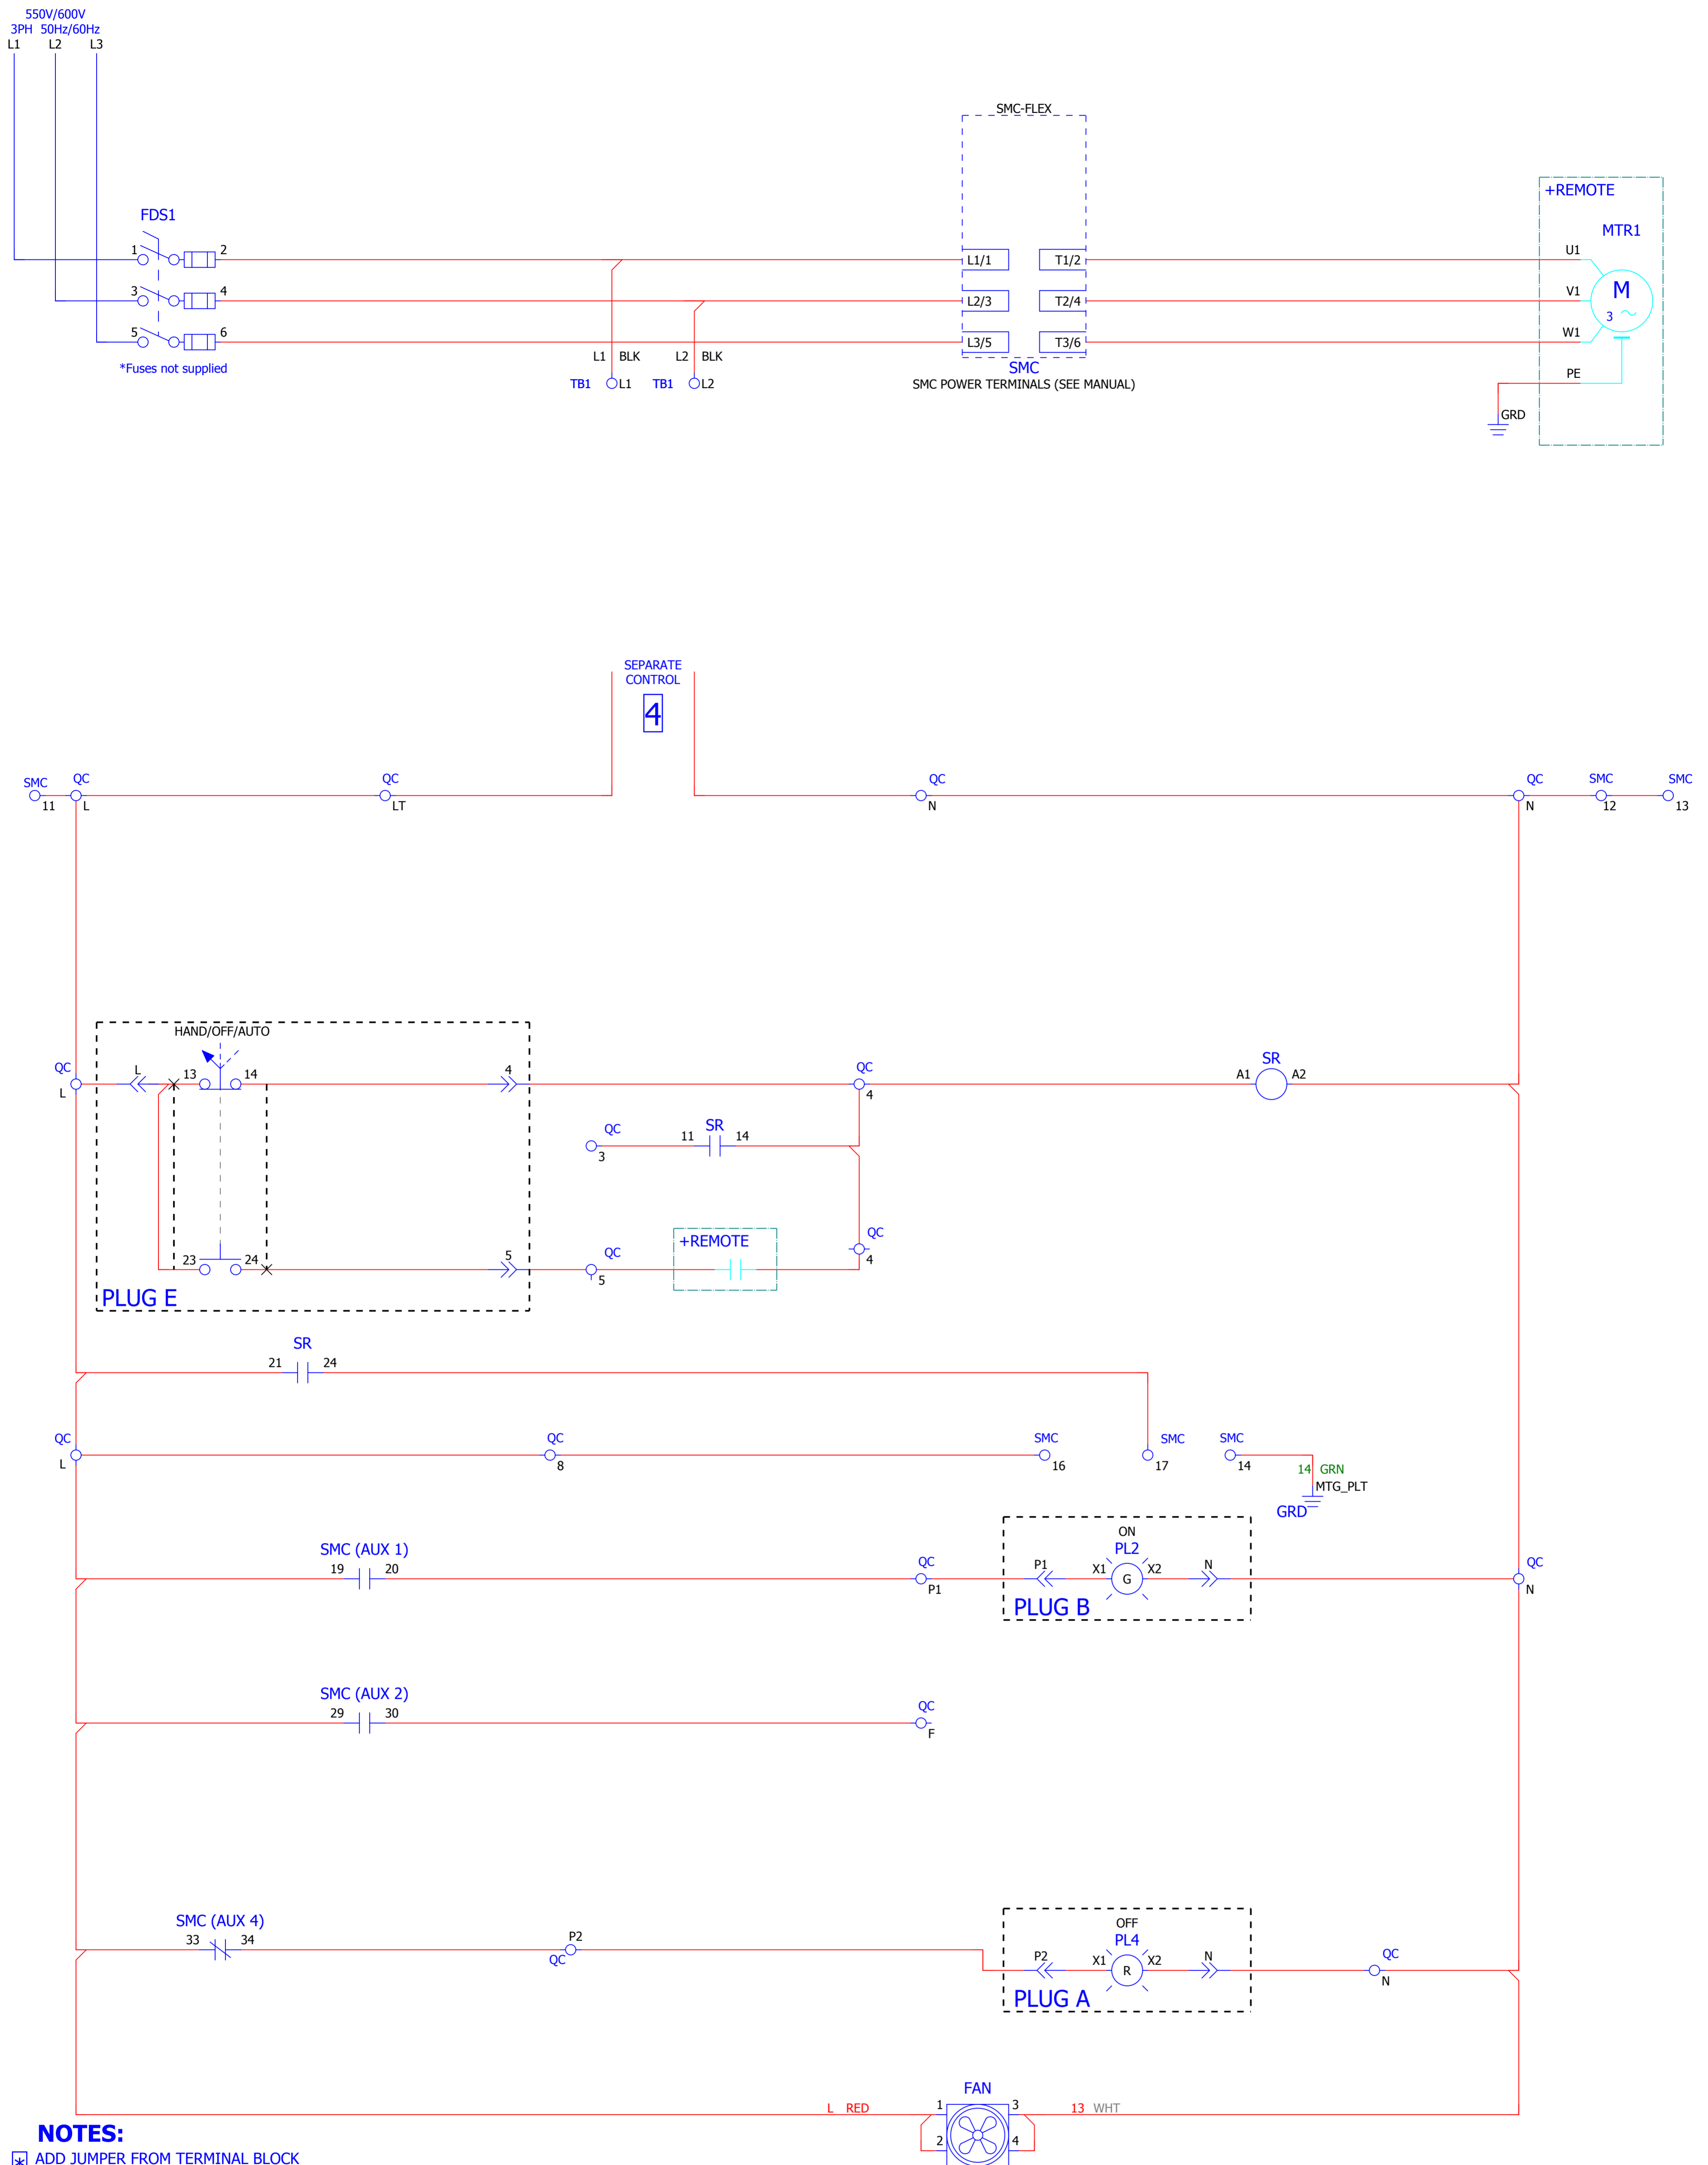 550V/600V
3PH 50Hz/60Hz
L1 L2 L3
SMC-FLEX
+REMOTE
MTR1
FDS1
1 2 L1/1 T1/2 U1
3 4 L2/3 T2/4 V1 M
3
5 6 L3/5 T3/6 W1
*Fuses not supplied
L1 BLK L2 BLK
SMC
SMC POWER TERMINALS (SEE MANUAL)
TB1 L1 TB1 L2
PE
GRD
SEPARATE
CONTROL
4
SMC QC QC QC QC SMC SMC
11 L LT N N 12 13
HAND/OFF/AUTO
QC L 13 14 4 QC A1 SR A2
L 4
QC 11 SR 14
3
+REMOTE QC
23 24 5 QC 4
5
PLUG E
SR
21 24
QC QC SMC SMC SMC
L 8 16 17 14
14 GRN
MTG_PLT
GRD
ON
SMC (AUX 1) PL2
19 20 QC P1 X1 G X2 N QC
P1 N
PLUG B
SMC (AUX 2)
29 30 QC
F
OFF
SMC (AUX 4) PL4
33 34 P2
QC
P2 X1 R X2 N QC
N
PLUG A
FAN
L RED 1 3 13 WHT
2 4
NOTES:
* ADD JUMPER FROM TERMINAL BLOCK